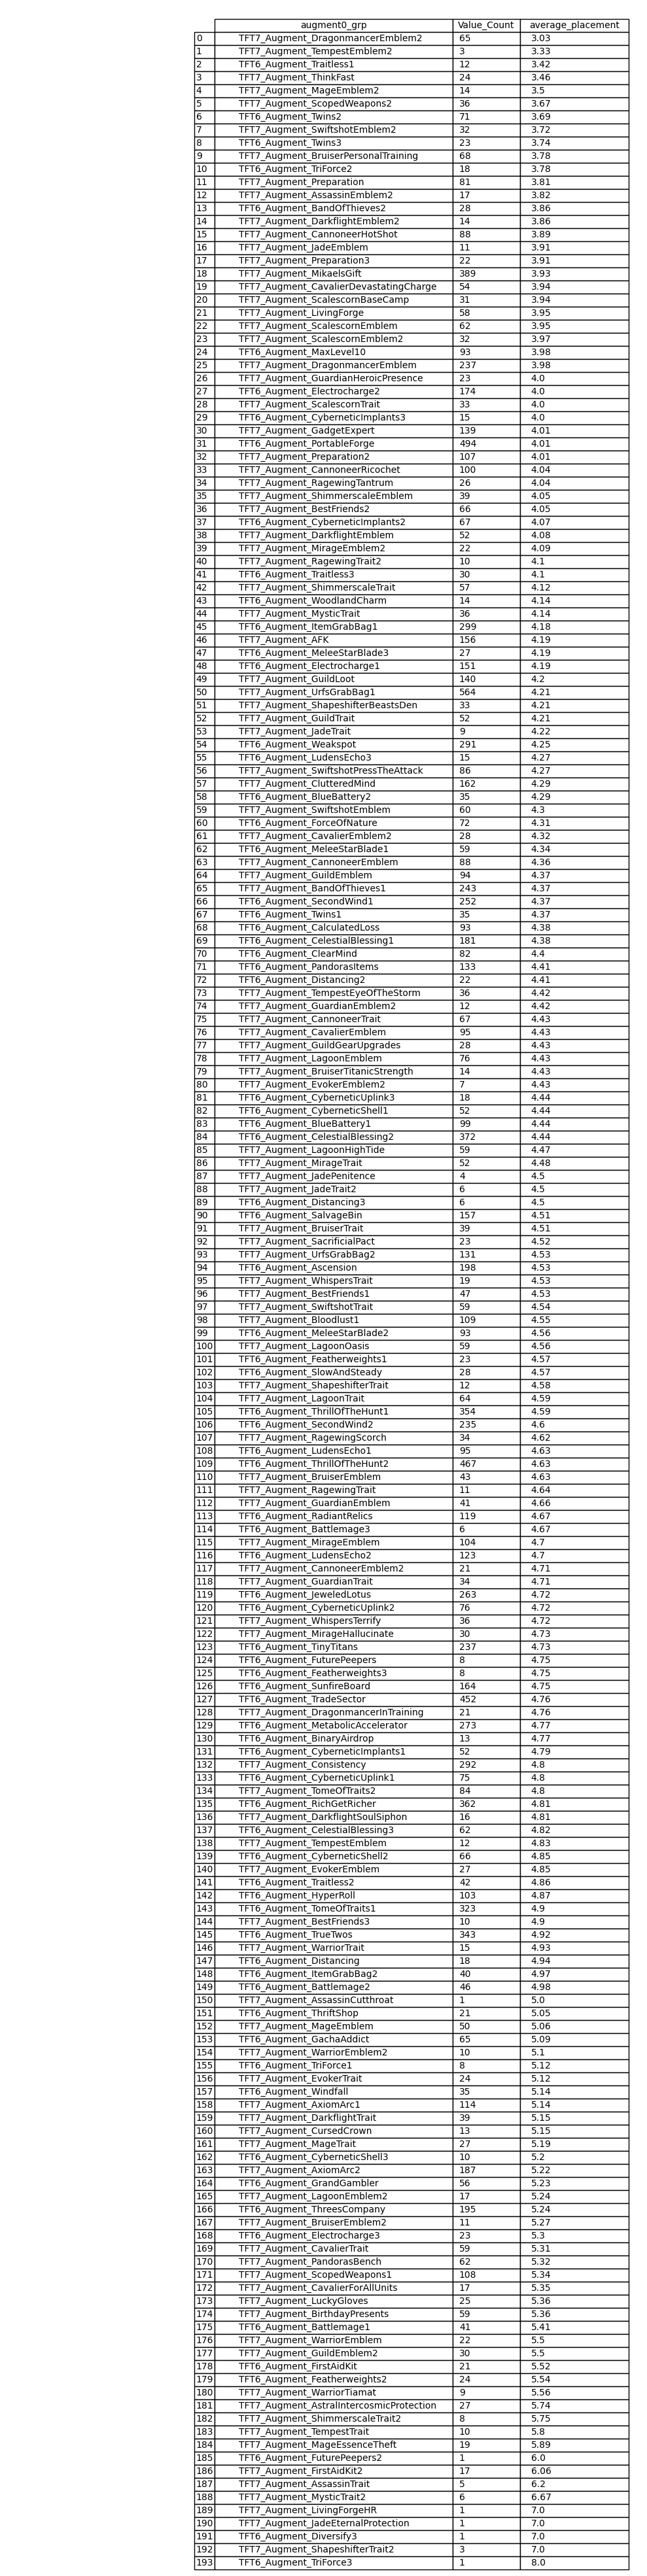 augment0_grp Value_Count average_placement
0 TFT7_Augment_DragonmancerEmblem2 65 3.03
1 TFT7_Augment_TempestEmblem2 3 3.33
2 TFT6_Augment_Traitless1 12 3.42
3 TFT7_Augment_ThinkFast 24 3.46
4 TFT7_Augment_MageEmblem2 14 3.5
5 TFT7_Augment_ScopedWeapons2 36 3.67
6 TFT6_Augment_Twins2 71 3.69
7 TFT7_Augment_SwiftshotEmblem2 32 3.72
8 TFT6_Augment_Twins3 23 3.74
9 TFT7_Augment_BruiserPersonalTraining 68 3.78
10 TFT6_Augment_TriForce2 18 3.78
11 TFT7_Augment_Preparation 81 3.81
12 TFT7_Augment_AssassinEmblem2 17 3.82
13 TFT6_Augment_BandOfThieves2 28 3.86
14 TFT7_Augment_DarkflightEmblem2 14 3.86
15 TFT7_Augment_CannoneerHotShot 88 3.89
16 TFT7_Augment_JadeEmblem 11 3.91
17 TFT7_Augment_Preparation3 22 3.91
18 TFT7_Augment_MikaelsGift 389 3.93
19 TFT7_Augment_CavalierDevastatingCharge 54 3.94
20 TFT7_Augment_ScalescornBaseCamp 31 3.94
21 TFT7_Augment_LivingForge 58 3.95
22 TFT7_Augment_ScalescornEmblem 62 3.95
23 TFT7_Augment_ScalescornEmblem2 32 3.97
24 TFT6_Augment_MaxLevel10 93 3.98
25 TFT7_Augment_DragonmancerEmblem 237 3.98
26 TFT7_Augment_GuardianHeroicPresence 23 4.0
27 TFT6_Augment_Electrocharge2 174 4.0
28 TFT7_Augment_ScalescornTrait 33 4.0
29 TFT6_Augment_CyberneticImplants3 15 4.0
30 TFT7_Augment_GadgetExpert 139 4.01
31 TFT6_Augment_PortableForge 494 4.01
32 TFT7_Augment_Preparation2 107 4.01
33 TFT7_Augment_CannoneerRicochet 100 4.04
34 TFT7_Augment_RagewingTantrum 26 4.04
35 TFT7_Augment_ShimmerscaleEmblem 39 4.05
36 TFT7_Augment_BestFriends2 66 4.05
37 TFT6_Augment_CyberneticImplants2 67 4.07
38 TFT7_Augment_DarkflightEmblem 52 4.08
39 TFT7_Augment_MirageEmblem2 22 4.09
40 TFT7_Augment_RagewingTrait2 10 4.1
41 TFT6_Augment_Traitless3 30 4.1
42 TFT7_Augment_ShimmerscaleTrait 57 4.12
43 TFT6_Augment_WoodlandCharm 14 4.14
44 TFT7_Augment_MysticTrait 36 4.14
45 TFT6_Augment_ItemGrabBag1 299 4.18
46 TFT7_Augment_AFK 156 4.19
47 TFT6_Augment_MeleeStarBlade3 27 4.19
48 TFT6_Augment_Electrocharge1 151 4.19
49 TFT7_Augment_GuildLoot 140 4.2
50 TFT7_Augment_UrfsGrabBag1 564 4.21
51 TFT7_Augment_ShapeshifterBeastsDen 33 4.21
52 TFT7_Augment_GuildTrait 52 4.21
53 TFT7_Augment_JadeTrait 9 4.22
54 TFT6_Augment_Weakspot 291 4.25
55 TFT6_Augment_LudensEcho3 15 4.27
56 TFT7_Augment_SwiftshotPressTheAttack 86 4.27
57 TFT7_Augment_ClutteredMind 162 4.29
58 TFT6_Augment_BlueBattery2 35 4.29
59 TFT7_Augment_SwiftshotEmblem 60 4.3
60 TFT6_Augment_ForceOfNature 72 4.31
61 TFT7_Augment_CavalierEmblem2 28 4.32
62 TFT6_Augment_MeleeStarBlade1 59 4.34
63 TFT7_Augment_CannoneerEmblem 88 4.36
64 TFT7_Augment_GuildEmblem 94 4.37
65 TFT7_Augment_BandOfThieves1 243 4.37
66 TFT6_Augment_SecondWind1 252 4.37
67 TFT6_Augment_Twins1 35 4.37
68 TFT6_Augment_CalculatedLoss 93 4.38
69 TFT6_Augment_CelestialBlessing1 181 4.38
70 TFT6_Augment_ClearMind 82 4.4
71 TFT6_Augment_PandorasItems 133 4.41
72 TFT6_Augment_Distancing2 22 4.41
73 TFT7_Augment_TempestEyeOfTheStorm 36 4.42
74 TFT7_Augment_GuardianEmblem2 12 4.42
75 TFT7_Augment_CannoneerTrait 67 4.43
76 TFT7_Augment_CavalierEmblem 95 4.43
77 TFT7_Augment_GuildGearUpgrades 28 4.43
78 TFT7_Augment_LagoonEmblem 76 4.43
79 TFT7_Augment_BruiserTitanicStrength 14 4.43
80 TFT7_Augment_EvokerEmblem2 7 4.43
81 TFT6_Augment_CyberneticUplink3 18 4.44
82 TFT6_Augment_CyberneticShell1 52 4.44
83 TFT6_Augment_BlueBattery1 99 4.44
84 TFT6_Augment_CelestialBlessing2 372 4.44
85 TFT7_Augment_LagoonHighTide 59 4.47
86 TFT7_Augment_MirageTrait 52 4.48
87 TFT7_Augment_JadePenitence 4 4.5
88 TFT7_Augment_JadeTrait2 6 4.5
89 TFT6_Augment_Distancing3 6 4.5
90 TFT6_Augment_SalvageBin 157 4.51
91 TFT7_Augment_BruiserTrait 39 4.51
92 TFT7_Augment_SacrificialPact 23 4.52
93 TFT7_Augment_UrfsGrabBag2 131 4.53
94 TFT6_Augment_Ascension 198 4.53
95 TFT7_Augment_WhispersTrait 19 4.53
96 TFT7_Augment_BestFriends1 47 4.53
97 TFT7_Augment_SwiftshotTrait 59 4.54
98 TFT7_Augment_Bloodlust1 109 4.55
99 TFT6_Augment_MeleeStarBlade2 93 4.56
100 TFT7_Augment_LagoonOasis 59 4.56
101 TFT6_Augment_Featherweights1 23 4.57
102 TFT6_Augment_SlowAndSteady 28 4.57
103 TFT7_Augment_ShapeshifterTrait 12 4.58
104 TFT7_Augment_LagoonTrait 64 4.59
105 TFT6_Augment_ThrillOfTheHunt1 354 4.59
106 TFT6_Augment_SecondWind2 235 4.6
107 TFT7_Augment_RagewingScorch 34 4.62
108 TFT6_Augment_LudensEcho1 95 4.63
109 TFT6_Augment_ThrillOfTheHunt2 467 4.63
110 TFT7_Augment_BruiserEmblem 43 4.63
111 TFT7_Augment_RagewingTrait 11 4.64
112 TFT7_Augment_GuardianEmblem 41 4.66
113 TFT6_Augment_RadiantRelics 119 4.67
114 TFT6_Augment_Battlemage3 6 4.67
115 TFT7_Augment_MirageEmblem 104 4.7
116 TFT6_Augment_LudensEcho2 123 4.7
117 TFT7_Augment_CannoneerEmblem2 21 4.71
118 TFT7_Augment_GuardianTrait 34 4.71
119 TFT6_Augment_JeweledLotus 263 4.72
120 TFT6_Augment_CyberneticUplink2 76 4.72
121 TFT7_Augment_WhispersTerrify 36 4.72
122 TFT7_Augment_MirageHallucinate 30 4.73
123 TFT6_Augment_TinyTitans 237 4.73
124 TFT6_Augment_FuturePeepers 8 4.75
125 TFT6_Augment_Featherweights3 8 4.75
126 TFT6_Augment_SunfireBoard 164 4.75
127 TFT6_Augment_TradeSector 452 4.76
128 TFT7_Augment_DragonmancerInTraining 21 4.76
129 TFT6_Augment_MetabolicAccelerator 273 4.77
130 TFT6_Augment_BinaryAirdrop 13 4.77
131 TFT6_Augment_CyberneticImplants1 52 4.79
132 TFT7_Augment_Consistency 292 4.8
133 TFT6_Augment_CyberneticUplink1 75 4.8
134 TFT7_Augment_TomeOfTraits2 84 4.8
135 TFT6_Augment_RichGetRicher 362 4.81
136 TFT7_Augment_DarkflightSoulSiphon 16 4.81
137 TFT6_Augment_CelestialBlessing3 62 4.82
138 TFT7_Augment_TempestEmblem 12 4.83
139 TFT6_Augment_CyberneticShell2 66 4.85
140 TFT7_Augment_EvokerEmblem 27 4.85
141 TFT6_Augment_Traitless2 42 4.86
142 TFT6_Augment_HyperRoll 103 4.87
143 TFT6_Augment_TomeOfTraits1 323 4.9
144 TFT7_Augment_BestFriends3 10 4.9
145 TFT6_Augment_TrueTwos 343 4.92
146 TFT7_Augment_WarriorTrait 15 4.93
147 TFT6_Augment_Distancing 18 4.94
148 TFT6_Augment_ItemGrabBag2 40 4.97
149 TFT6_Augment_Battlemage2 46 4.98
150 TFT7_Augment_AssassinCutthroat 1 5.0
151 TFT6_Augment_ThriftShop 21 5.05
152 TFT7_Augment_MageEmblem 50 5.06
153 TFT6_Augment_GachaAddict 65 5.09
154 TFT7_Augment_WarriorEmblem2 10 5.1
155 TFT6_Augment_TriForce1 8 5.12
156 TFT7_Augment_EvokerTrait 24 5.12
157 TFT6_Augment_Windfall 35 5.14
158 TFT7_Augment_AxiomArc1 114 5.14
159 TFT7_Augment_DarkflightTrait 39 5.15
160 TFT7_Augment_CursedCrown 13 5.15
161 TFT7_Augment_MageTrait 27 5.19
162 TFT6_Augment_CyberneticShell3 10 5.2
163 TFT7_Augment_AxiomArc2 187 5.22
164 TFT6_Augment_GrandGambler 56 5.23
165 TFT7_Augment_LagoonEmblem2 17 5.24
166 TFT6_Augment_ThreesCompany 195 5.24
167 TFT7_Augment_BruiserEmblem2 11 5.27
168 TFT6_Augment_Electrocharge3 23 5.3
169 TFT7_Augment_CavalierTrait 59 5.31
170 TFT7_Augment_PandorasBench 62 5.32
171 TFT7_Augment_ScopedWeapons1 108 5.34
172 TFT7_Augment_CavalierForAllUnits 17 5.35
173 TFT7_Augment_LuckyGloves 25 5.36
174 TFT7_Augment_BirthdayPresents 59 5.36
175 TFT6_Augment_Battlemage1 41 5.41
176 TFT7_Augment_WarriorEmblem 22 5.5
177 TFT7_Augment_GuildEmblem2 30 5.5
178 TFT6_Augment_FirstAidKit 21 5.52
179 TFT6_Augment_Featherweights2 24 5.54
180 TFT7_Augment_WarriorTiamat 9 5.56
181 TFT7_Augment_AstralIntercosmicProtection 27 5.74
182 TFT7_Augment_ShimmerscaleTrait2 8 5.75
183 TFT7_Augment_TempestTrait 10 5.8
184 TFT7_Augment_MageEssenceTheft 19 5.89
185 TFT6_Augment_FuturePeepers2 1 6.0
186 TFT7_Augment_FirstAidKit2 17 6.06
187 TFT7_Augment_AssassinTrait 5 6.2
188 TFT7_Augment_MysticTrait2 6 6.67
189 TFT7_Augment_LivingForgeHR 1 7.0
190 TFT7_Augment_JadeEternalProtection 1 7.0
191 TFT6_Augment_Diversify3 1 7.0
192 TFT7_Augment_ShapeshifterTrait2 3 7.0
193 TFT6_Augment_TriForce3 1 8.0